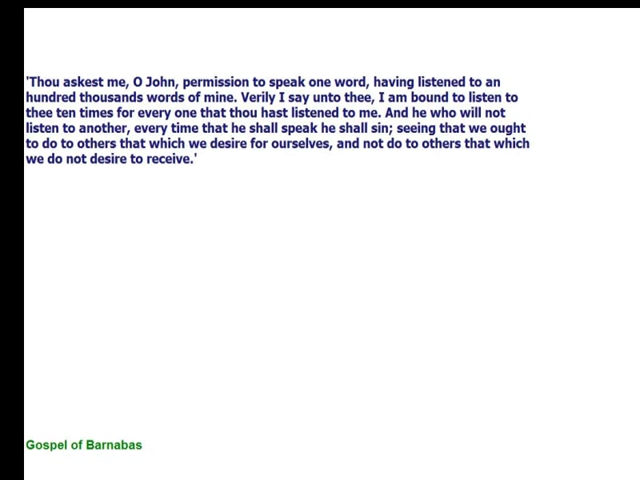 'Thou askest me, O John, permission to speak one word, having listened to an
hundred thousands words of mine. Verily I say unto thee, I am bound to listen to
thee ten times for every one that thou hast listened to me. And he who will not
listen to another, every time that he shall speak he shall sin; seeing that we ought
to do to others that which we desire for ourselves, and not do to others that which
we do not desire to receive.'
Gospel of Barnabas